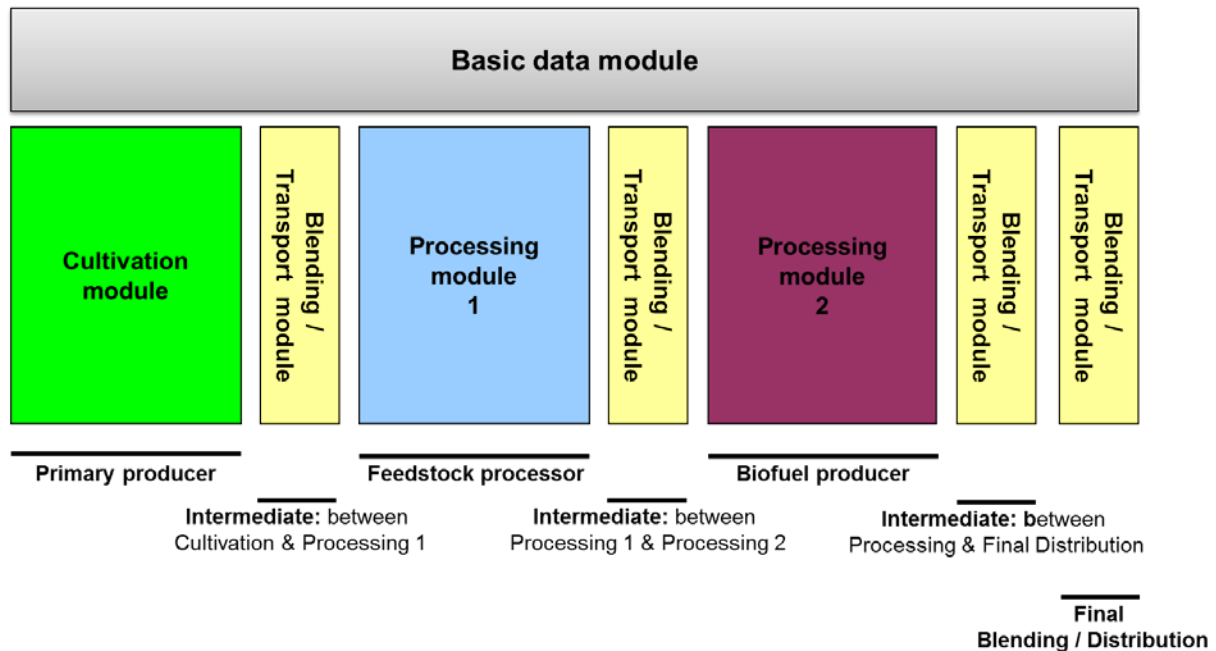 Basic data module
Cultivation
module
Blending /
Transport module
Processing
module
1
Blending /
Transport module
Processing
module
2
Blending /
Transport module
Blending /
Transport module
Primary producer
Feedstock processor
Biofuel producer
Intermediate: between
Cultivation & Processing 1
Intermediate: between
Processing 1 & Processing 2
Intermediate: between
Processing & Final Distribution
Final
Blending / Distribution